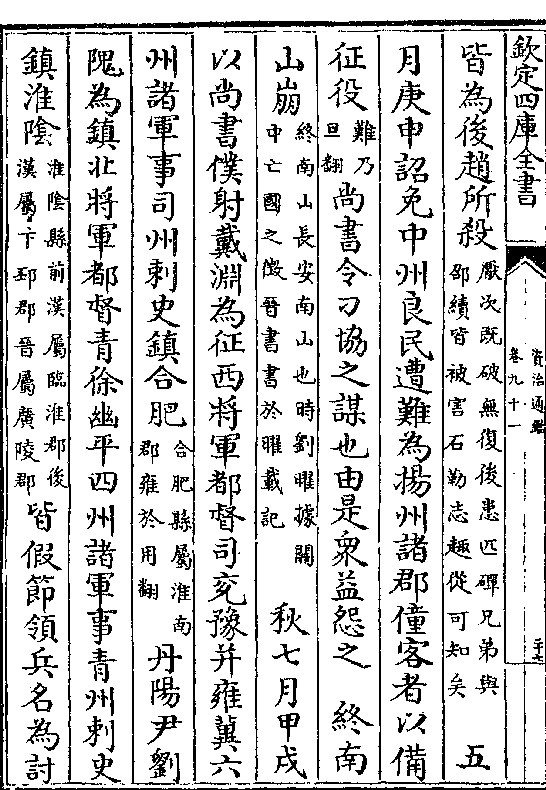 欽定四庫全書
資治通鑑
卷九十一
二十七
皆為後趙所殺厭次既破無復後患匹磾兄弟與邵續皆被害石勒志趣從可知矣 五
月庚申詔免中州良民遭難為揚州諸郡僮客者以備
征役難乃旦翻尚書令刁協之謀也由是衆益怨之 終南
山崩終南山長安南山也時劉曜據關中亡國之徴晉書書於曜載記 秋七月甲戌
以尚書僕射戴淵為征西將軍都督司兖豫并雍冀六
州諸軍事司州刺史鎮合肥合肥縣屬淮南郡雍於用翻 丹陽尹劉
隗為鎮北將軍都督青徐幽平四州諸軍事青州刺史
鎮淮隂淮隂縣前漢屬臨淮郡後漢屬下邳郡晉屬廣陵郡皆假節領兵名為討